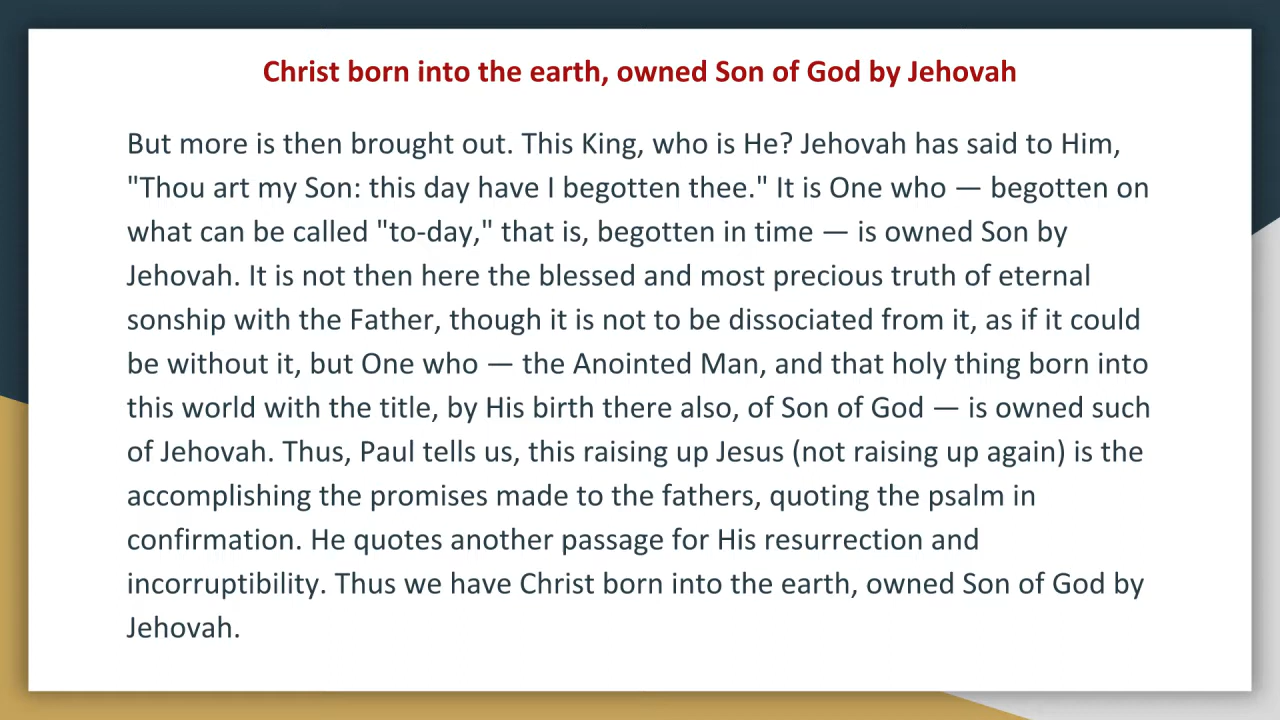 Christ born into the earth, owned Son of God by Jehovah
But more is then brought out. This King, who is He? Jehovah has said to Him,
"Thou art my Son: this day have I begotten thee." It is One who — begotten on
what can be called "to-day," that is, begotten in time — is owned Son by
Jehovah. It is not then here the blessed and most precious truth of eternal
sonship with the Father, though it is not to be dissociated from it, as if it could
be without it, but One who — the Anointed Man, and that holy thing born into
this world with the title, by His birth there also, of Son of God — is owned such
of Jehovah. Thus, Paul tells us, this raising up Jesus (not raising up again) is the
accomplishing the promises made to the fathers, quoting the psalm in
confirmation. He quotes another passage for His resurrection and
incorruptibility. Thus we have Christ born into the earth, owned Son of God by
Jehovah.